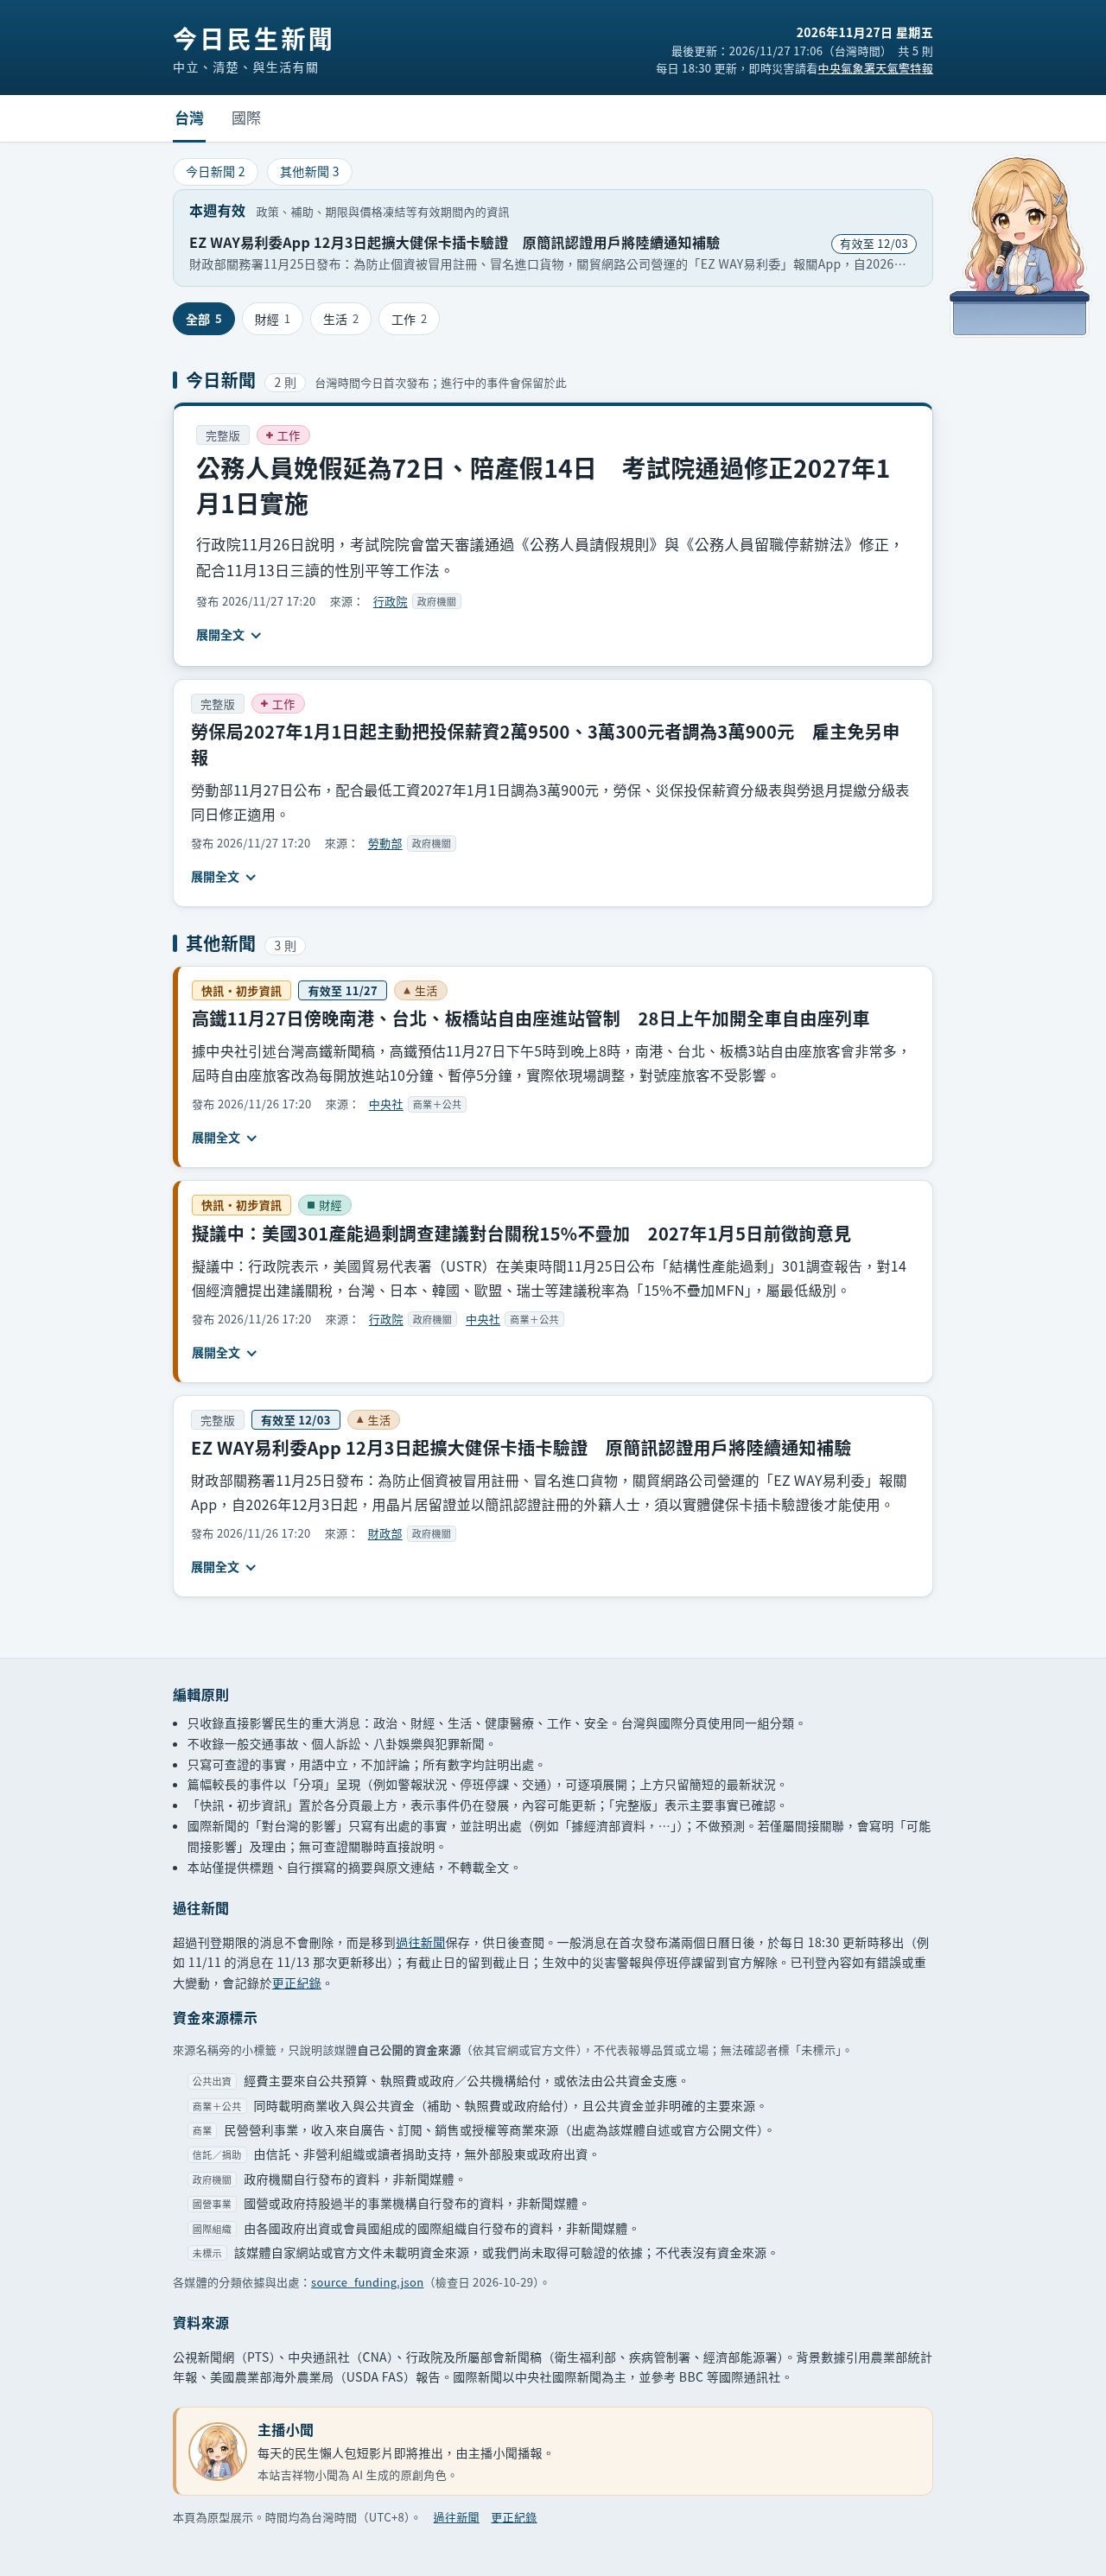 今日民生新聞
中立、清楚、與生活有關
2026年11月27日 星期五
最後更新：2026/11/27 17:06（台灣時間） 共 5 則
每日 18:30 更新，即時災害請看中央氣象署天氣警特報
台灣 國際
今日新聞 2 其他新聞 3
本週有效 政策、補助、期限與價格凍結等有效期間內的資訊
EZ WAY易利委App 12月3日起擴大健保卡插卡驗證 原簡訊認證用戶將陸續通知補驗 有效至 12/03
財政部關務署11月25日發布：為防止個資被冒用註冊、冒名進口貨物，關貿網路公司營運的「EZ WAY易利委」報關App，自2026…
全部 5 財經 1 生活 2 工作 2
今日新聞 2 則 台灣時間今日首次發布；進行中的事件會保留於此
完整版 工作
公務人員娩假延為72日、陪產假14日 考試院通過修正2027年1
月1日實施
行政院11月26日說明，考試院院會當天審議通過《公務人員請假規則》與《公務人員留職停薪辦法》修正，
配合11月13日三讀的性別平等工作法。
發布 2026/11/27 17:20 來源： 行政院 政府機關
展開全文
完整版 工作
勞保局2027年1月1日起主動把投保薪資2萬9500、3萬300元者調為3萬900元 雇主免另申
報
勞動部11月27日公布，配合最低工資2027年1月1日調為3萬900元，勞保、災保投保薪資分級表與勞退月提繳分級表
同日修正適用。
發布 2026/11/27 17:20 來源： 勞動部 政府機關
展開全文
其他新聞 3 則
快訊・初步資訊 有效至 11/27 生活
高鐵11月27日傍晚南港、台北、板橋站自由座進站管制 28日上午加開全車自由座列車
據中央社引述台灣高鐵新聞稿，高鐵預估11月27日下午5時到晚上8時，南港、台北、板橋3站自由座旅客會非常多，
屆時自由座旅客改為每開放進站10分鐘、暫停5分鐘，實際依現場調整，對號座旅客不受影響。
發布 2026/11/26 17:20 來源： 中央社 商業＋公共
展開全文
快訊・初步資訊 財經
擬議中：美國301產能過剩調查建議對台關稅15%不疊加 2027年1月5日前徵詢意見
擬議中：行政院表示，美國貿易代表署（USTR）在美東時間11月25日公布「結構性產能過剩」301調查報告，對14
個經濟體提出建議關稅，台灣、日本、韓國、歐盟、瑞士等建議稅率為「15%不疊加MFN」，屬最低級別。
發布 2026/11/26 17:20 來源： 行政院 政府機關 中央社 商業＋公共
展開全文
完整版 有效至 12/03 生活
EZ WAY易利委App 12月3日起擴大健保卡插卡驗證 原簡訊認證用戶將陸續通知補驗
財政部關務署11月25日發布：為防止個資被冒用註冊、冒名進口貨物，關貿網路公司營運的「EZ WAY易利委」報關
App，自2026年12月3日起，用晶片居留證並以簡訊認證註冊的外籍人士，須以實體健保卡插卡驗證後才能使用。
發布 2026/11/26 17:20 來源： 財政部 政府機關
展開全文
編輯原則
• 只收錄直接影響民生的重大消息：政治、財經、生活、健康醫療、工作、安全。台灣與國際分頁使用同一組分類。
• 不收錄一般交通事故、個人訴訟、八卦娛樂與犯罪新聞。
• 只寫可查證的事實，用語中立，不加評論；所有數字均註明出處。
• 篇幅較長的事件以「分項」呈現（例如警報狀況、停班停課、交通），可逐項展開；上方只留簡短的最新狀況。
• 「快訊・初步資訊」置於各分頁最上方，表示事件仍在發展，內容可能更新；「完整版」表示主要事實已確認。
• 國際新聞的「對台灣的影響」只寫有出處的事實，並註明出處（例如「據經濟部資料，…」）；不做預測。若僅屬間接關聯，會寫明「可能
間接影響」及理由；無可查證關聯時直接說明。
• 本站僅提供標題、自行撰寫的摘要與原文連結，不轉載全文。
過往新聞
超過刊登期限的消息不會刪除，而是移到過往新聞保存，供日後查閱。一般消息在首次發布滿兩個日曆日後，於每日 18:30 更新時移出（例
如 11/11 的消息在 11/13 那次更新移出）；有截止日的留到截止日；生效中的災害警報與停班停課留到官方解除。已刊登內容如有錯誤或重
大變動，會記錄於更正紀錄。
資金來源標示
來源名稱旁的小標籤，只說明該媒體自己公開的資金來源（依其官網或官方文件），不代表報導品質或立場；無法確認者標「未標示」。
公共出資 經費主要來自公共預算、執照費或政府／公共機構給付，或依法由公共資金支應。
商業＋公共 同時載明商業收入與公共資金（補助、執照費或政府給付），且公共資金並非明確的主要來源。
商業 民營營利事業，收入來自廣告、訂閱、銷售或授權等商業來源（出處為該媒體自述或官方公開文件）。
信託／捐助 由信託、非營利組織或讀者捐助支持，無外部股東或政府出資。
政府機關 政府機關自行發布的資料，非新聞媒體。
國營事業 國營或政府持股過半的事業機構自行發布的資料，非新聞媒體。
國際組織 由各國政府出資或會員國組成的國際組織自行發布的資料，非新聞媒體。
未標示 該媒體自家網站或官方文件未載明資金來源，或我們尚未取得可驗證的依據；不代表沒有資金來源。
各媒體的分類依據與出處：source_funding.json（檢查日 2026-10-29）。
資料來源
公視新聞網（PTS）、中央通訊社（CNA）、行政院及所屬部會新聞稿（衛生福利部、疾病管制署、經濟部能源署）。背景數據引用農業部統計
年報、美國農業部海外農業局（USDA FAS）報告。國際新聞以中央社國際新聞為主，並參考 BBC 等國際通訊社。
主播小聞
每天的民生懶人包短影片即將推出，由主播小聞播報。
本站吉祥物小聞為 AI 生成的原創角色。
本頁為原型展示。時間均為台灣時間（UTC+8）。 過往新聞 更正紀錄